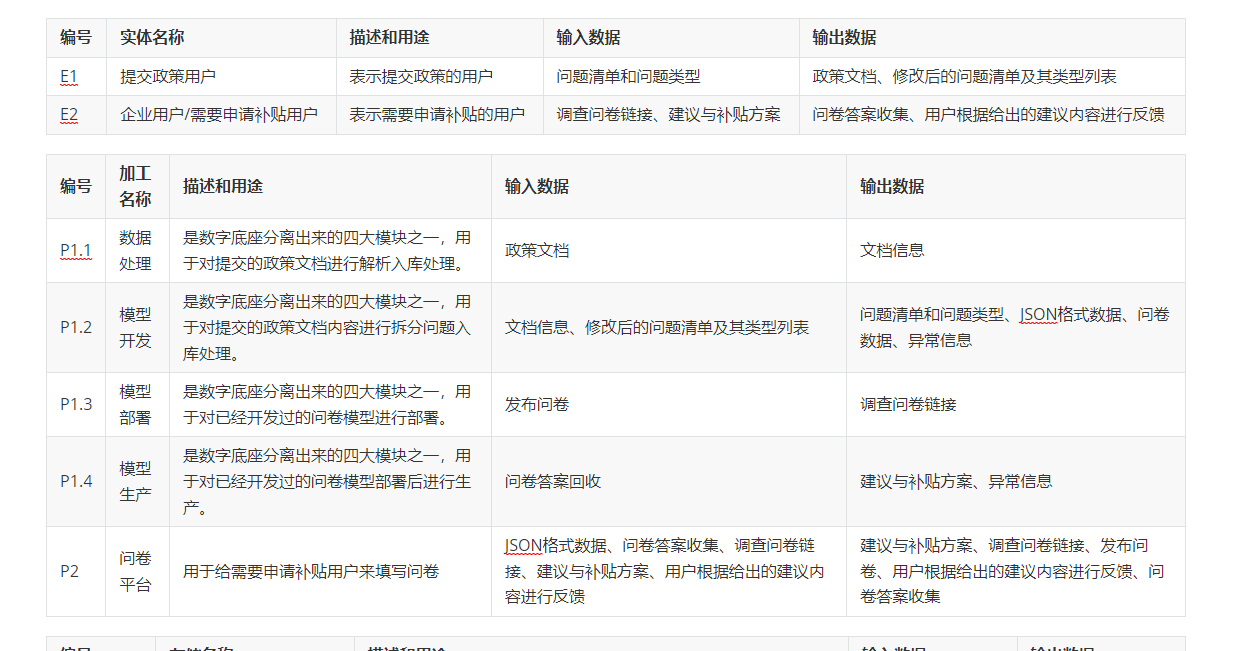 编号 实体名称 描述和用途 输入数据 输出数据
E1 提交政策用户 表示提交政策的用户 问题清单和问题类型 政策文档、修改后的问题清单及其类型列表
E2 企业用户/需要申请补贴用户 表示需要申请补贴的用户 调查问卷链接、建议与补贴方案 问卷答案收集、用户根据给出的建议内容进行反馈
编号 加工
名称 描述和用途 输入数据 输出数据
P1.1 数据
处理 是数字底座分离出来的四大模块之一，用
于对提交的政策文档进行解析入库处理。 政策文档 文档信息
P1.2 模型
开发 是数字底座分离出来的四大模块之一，用
于对提交的政策文档内容进行拆分问题入
库处理。 文档信息、修改后的问题清单及其类型列表 问题清单和问题类型、JSON格式数据、问卷
数据、异常信息
P1.3 模型
部署 是数字底座分离出来的四大模块之一，用
于对已经开发过的问卷模型进行部署。 发布问卷 调查问卷链接
P1.4 模型
生产 是数字底座分离出来的四大模块之一，用
于对已经开发过的问卷模型部署后进行生
产。 问卷答案回收 建议与补贴方案、异常信息
P2 问卷
平台 用于给需要申请补贴用户来填写问卷 JSON格式数据、问卷答案收集、调查问卷链
接、建议与补贴方案、用户根据给出的建议内
容进行反馈 建议与补贴方案、调查问卷链接、发布问
卷、用户根据给出的建议内容进行反馈、问
卷答案收集